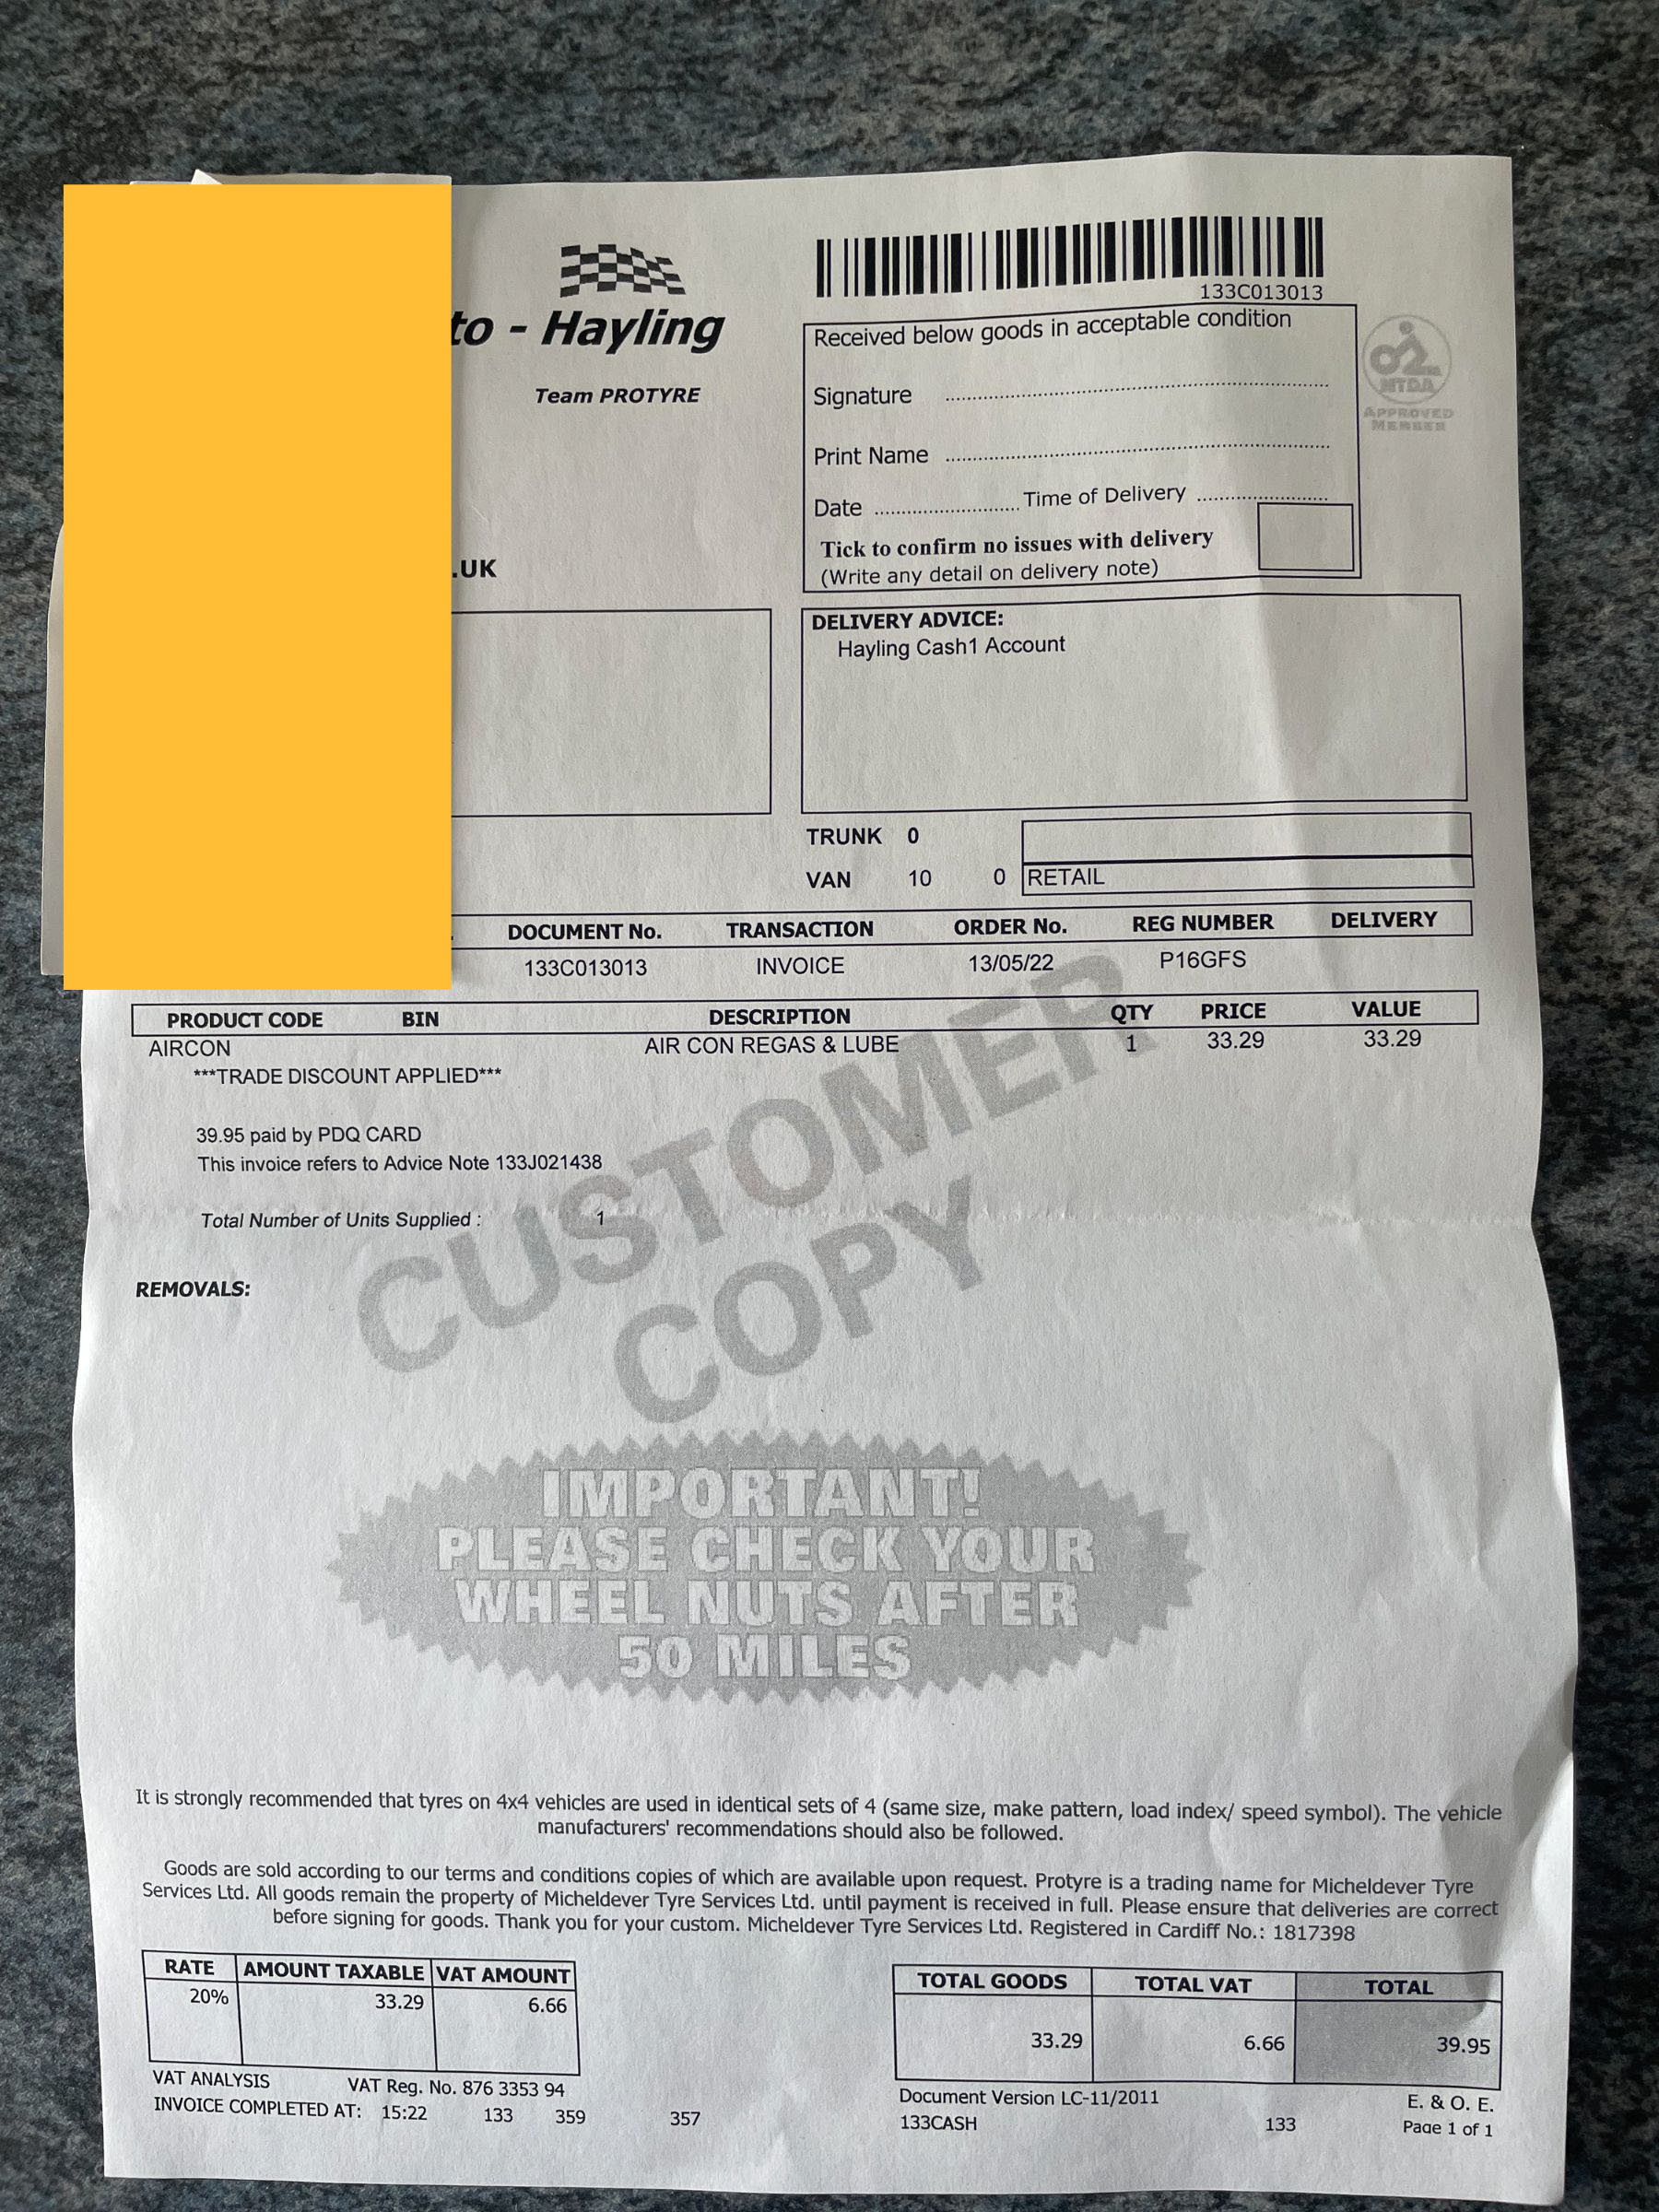 133C013013
to - Hayling
Team PROTYRE
.UK
Received below goods in acceptable condition
Signature
Print Name
Date Time of Delivery
Tick to confirm no issues with delivery
(Write any detail on delivery note)
NTDA
APPROVED
MEMBER
DELIVERY ADVICE:
Hayling Cash1 Account
TRUNK 0
VAN 10 0 RETAIL
DOCUMENT No. TRANSACTION ORDER No. REG NUMBER DELIVERY
133C013013 INVOICE 13/05/22 P16GFS
PRODUCT CODE BIN DESCRIPTION QTY PRICE VALUE
AIRCON AIR CON REGAS & LUBE 1 33.29 33.29
***TRADE DISCOUNT APPLIED***
39.95 paid by PDQ CARD
This invoice refers to Advice Note 133J021438
Total Number of Units Supplied : 1
CUSTOMER
COPY
REMOVALS:
IMPORTANT!
PLEASE CHECK YOUR
WHEEL NUTS AFTER
50 MILES
It is strongly recommended that tyres on 4x4 vehicles are used in identical sets of 4 (same size, make pattern, load index/ speed symbol). The vehicle
manufacturers' recommendations should also be followed.
Goods are sold according to our terms and conditions copies of which are available upon request. Protyre is a trading name for Micheldever Tyre
Services Ltd. All goods remain the property of Micheldever Tyre Services Ltd. until payment is received in full. Please ensure that deliveries are correct
before signing for goods. Thank you for your custom. Micheldever Tyre Services Ltd. Registered in Cardiff No.: 1817398
RATE AMOUNT TAXABLE VAT AMOUNT
20% 33.29 6.66
VAT ANALYSIS VAT Reg. No. 876 3353 94
INVOICE COMPLETED AT: 15:22 133 359 357
TOTAL GOODS TOTAL VAT TOTAL
33.29 6.66 39.95
Document Version LC-11/2011 E. & O. E.
133CASH 133 Page 1 of 1